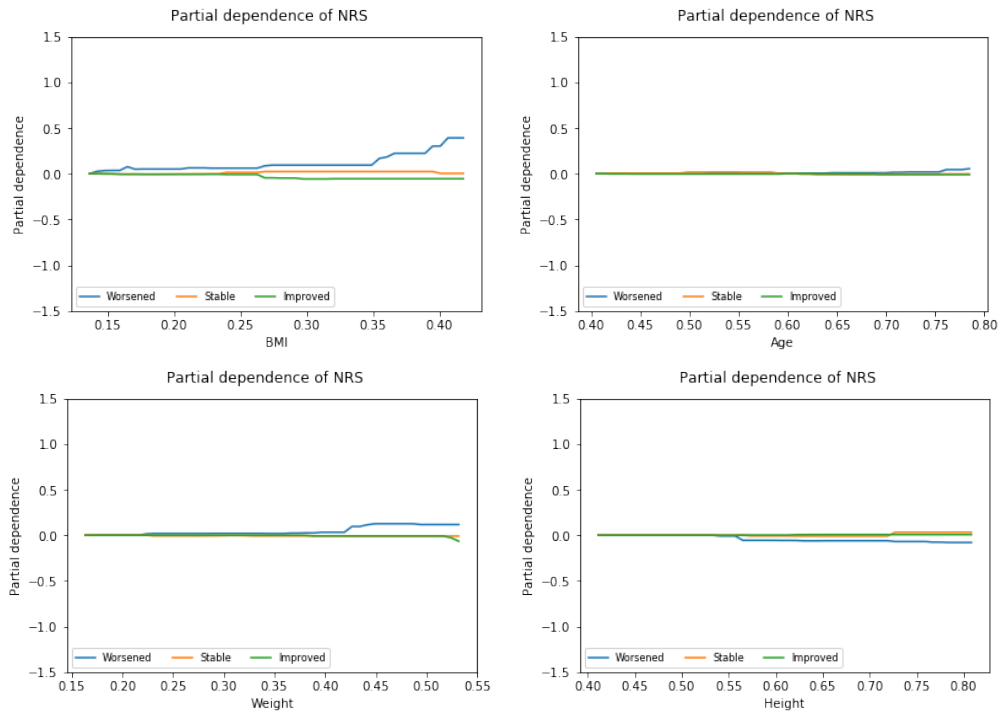 Partial dependence of NRS
1.5
1.0
0.5
0.0
−0.5
−1.0
−1.5
Partial dependence
Worsened Stable Improved
0.15 0.20 0.25 0.30 0.35 0.40
BMI
Partial dependence of NRS
1.5
1.0
0.5
0.0
−0.5
−1.0
−1.5
Partial dependence
Worsened Stable Improved
0.40 0.45 0.50 0.55 0.60 0.65 0.70 0.75 0.80
Age
Partial dependence of NRS
1.5
1.0
0.5
0.0
−0.5
−1.0
−1.5
Partial dependence
Worsened Stable Improved
0.15 0.20 0.25 0.30 0.35 0.40 0.45 0.50 0.55
Weight
Partial dependence of NRS
1.5
1.0
0.5
0.0
−0.5
−1.0
−1.5
Partial dependence
Worsened Stable Improved
0.40 0.45 0.50 0.55 0.60 0.65 0.70 0.75 0.80
Height